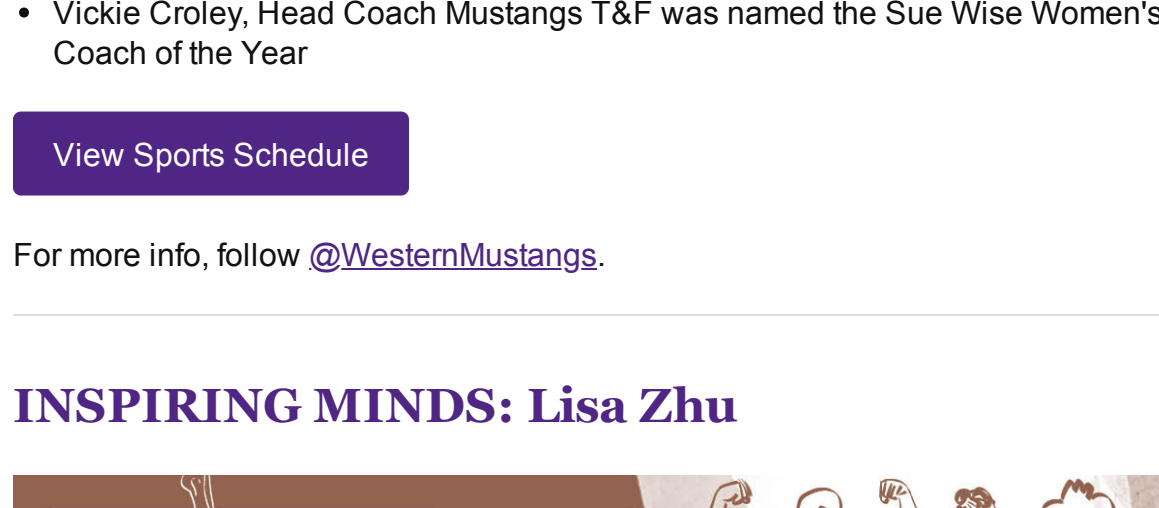 Vickie Croley, Head Coach Mustangs T&F was named the Sue Wise Women's
Coach of the Year
View Sports Schedule
For more info, follow @WesternMustangs.
INSPIRING MINDS: Lisa Zhu